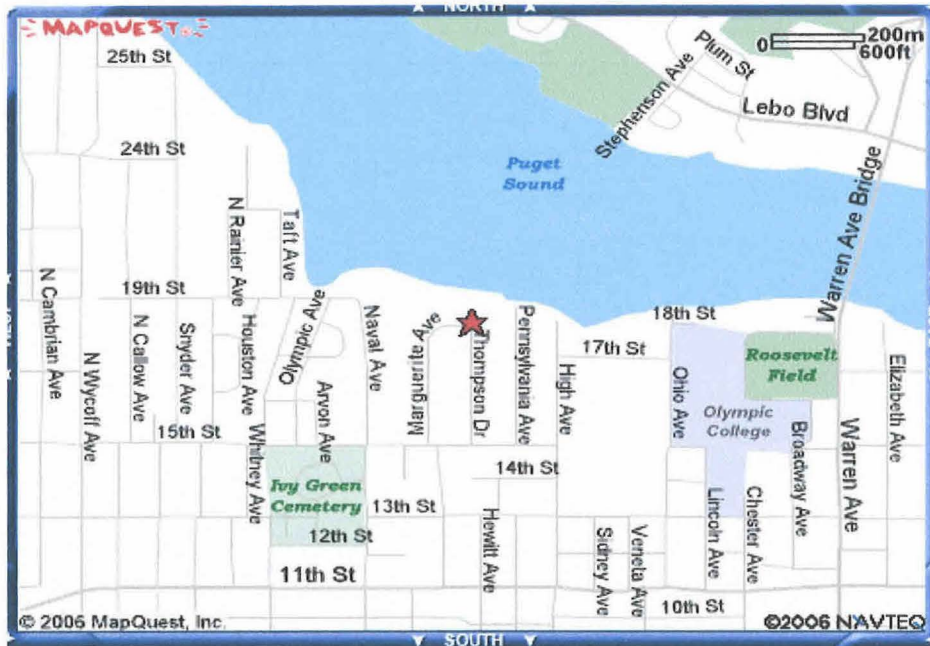 NORTH
MAPQUEST
25th St
200m
0
600ft
Plum St
Stephenson Ave
Lebo Blvd
24th St
Puget
Sound
Warren Ave Bridge
N Rainier Ave
Taft Ave
N Cambrian Ave
19th St
N Wycoff Ave
N Callow Ave
Snyder Ave
Houston Ave
Olympic Ave
Naval Ave
Marguerite Ave
Thompson Dr
Pennsylvania Ave
High Ave
17th St
18th St
Ohio Ave
Roosevelt
Field
Olympic
College
Elizabeth Ave
15th St
Whitney Ave
Arvon Ave
Broadway Ave
Warren Ave
14th St
Ivy Green
Cemetery
13th St
12th St
Hewitt Ave
Sidney Ave
Veneta Ave
Lincoln Ave
Chester Ave
11th St
10th St
© 2006 MapQuest, Inc.
©2006 NAVTEQ
SOUTH